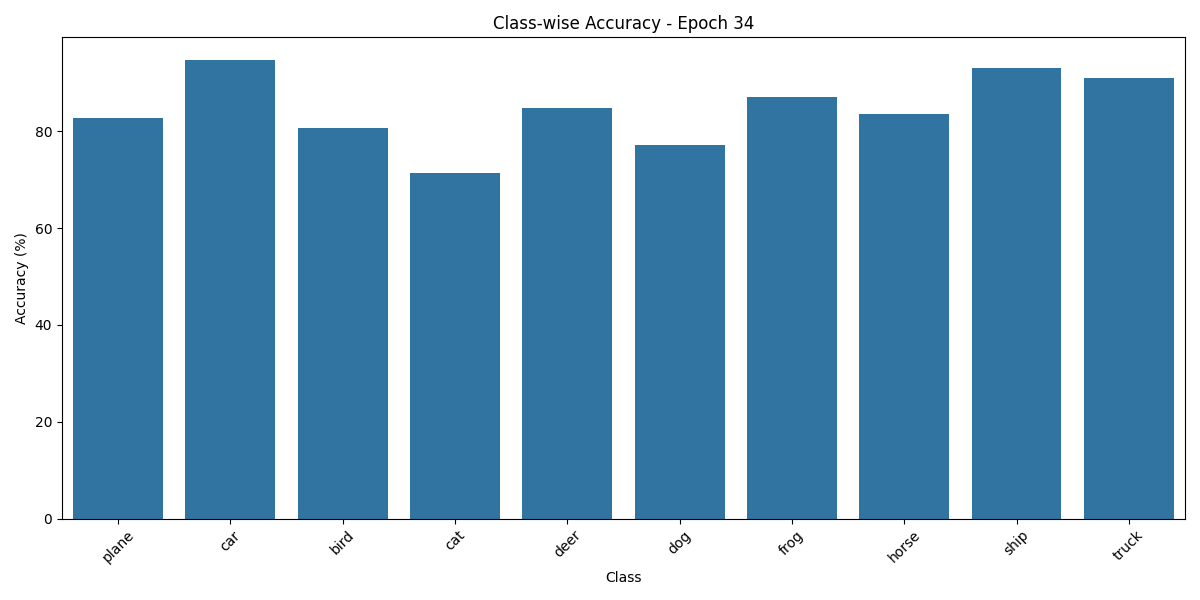 Class-wise Accuracy - Epoch 34
Accuracy (%)
80
60
40
20
0
plane
car
bird
cat
deer
dog
frog
horse
ship
truck
Class